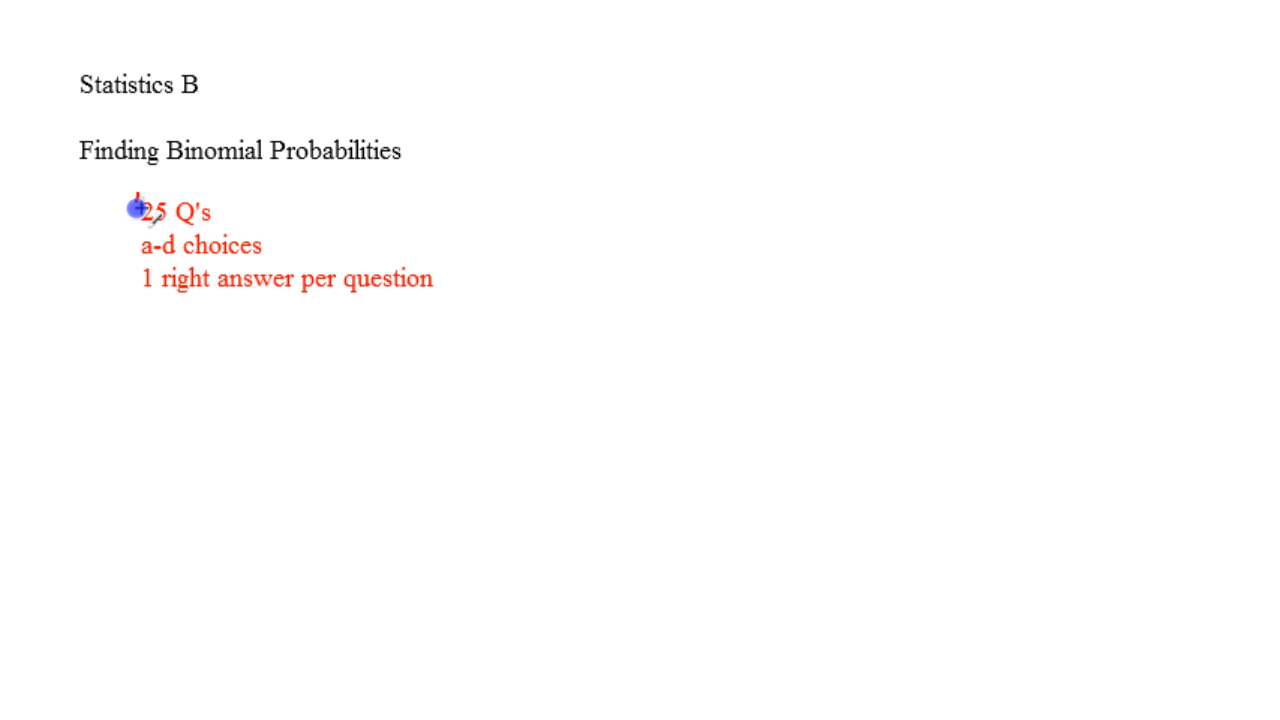 Statistics B
Finding Binomial Probabilities
25 Q's
a-d choices
1 right answer per question